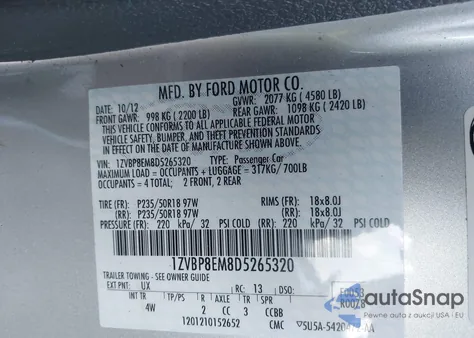 MFD. BY FORD MOTOR CO.
DATE: 10/12 GVWR: 2077 KG ( 4580 LB)
FRONT GAWR: 998 KG ( 2200 LB) REAR GAWR: 1098 KG ( 2420 LB)
THIS VEHICLE CONFORMS TO ALL APPLICABLE FEDERAL MOTOR
VEHICLE SAFETY, BUMPER, AND THEFT PREVENTION STANDARDS
IN EFFECT ON THE DATE OF MANUFACTURE SHOWN ABOVE.
VEHICLE: 1ZVBP8EM8D5265320 TYPE: Passenger Car
MAXIMUM LOAD = OCCUPANTS + LUGGAGE = 317KG/700LB
OCCUPANTS = 4 TOTAL; 2 FRONT, 2 REAR
TIRE (FR): P235/50R18 97W RIMS (FR): 18x8.0J
(RR): P235/50R18 97W (RR): 18x8.0J
PRESSURE (FR): 220 kPa/ 32 PSI COLD (RR): 220 kPa/ 32 PSI COLD
1ZVBP8EM8D5265320
TRAILER TOWING - SEE OWNER GUIDE
EXT PNT: UX RC: 13 DSO:
INT TR TP/PS R AXLE TR SPR
4W 2 CC 3 CCBB
1201210152652 CMC
autoSnap
Powered by carVertical